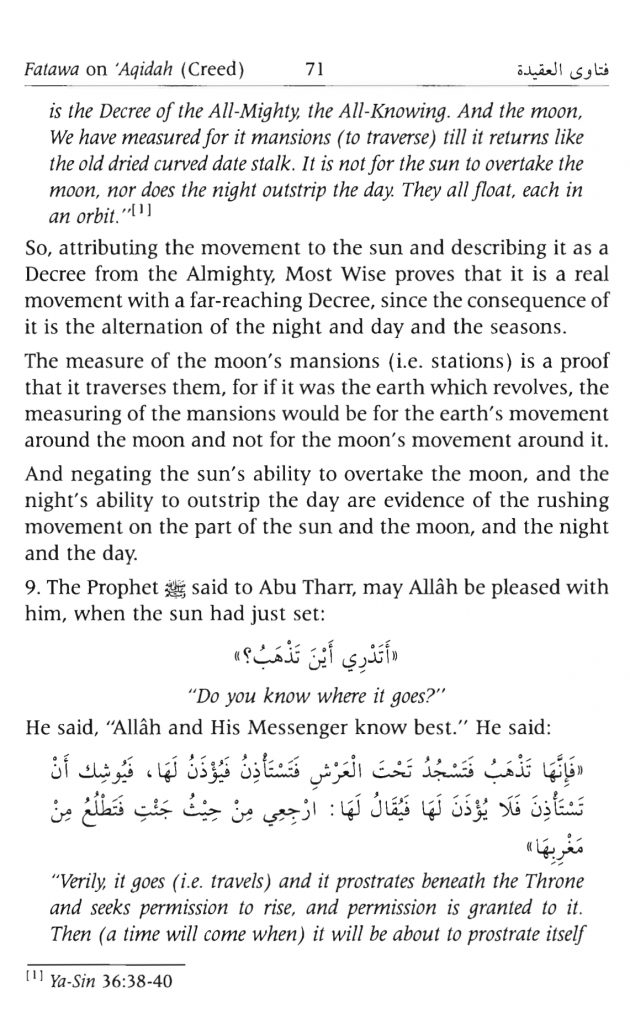 Fatawa on ‘Aqidah (Creed) 71 فتاوى العقيدة
is the Decree of the All-Mighty, the All-Knowing. And the moon,
We have measured for it mansions (to traverse) till it returns like
the old dried curved date stalk. It is not for the sun to overtake the
moon, nor does the night outstrip the day. They all float, each in
an orbit.”[1]
So, attributing the movement to the sun and describing it as a
Decree from the Almighty, Most Wise proves that it is a real
movement with a far-reaching Decree, since the consequence of
it is the alternation of the night and day and the seasons.
The measure of the moon’s mansions (i.e. stations) is a proof
that it traverses them, for if it was the earth which revolves, the
measuring of the mansions would be for the earth’s movement
around the moon and not for the moon’s movement around it.
And negating the sun’s ability to overtake the moon, and the
night’s ability to outstrip the day are evidence of the rushing
movement on the part of the sun and the moon, and the night
and the day.
9. The Prophet ﷺ said to Abu Tharr, may Allâh be pleased with
him, when the sun had just set:
«أَتَدْرِي أَيْنَ تَذْهَبُ؟»
“Do you know where it goes?”
He said, “Allâh and His Messenger know best.” He said:
«فَإِنَّهَا تَذْهَبُ فَتَسْجُدُ تَحْتَ الْعَرْشِ فَتَسْتَأْذِنُ فَيُؤْذَنُ لَهَا، فَيُوشِك أَنْ
تَسْتَأْذِنَ فَلَا يُؤْذَنَ لَهَا فَيُقَالُ لَهَا: ارْجِعِي مِنْ حِيْثُ جَئْتِ فَتَطْلُعُ مِنْ
مَغْرِبِهَا»
“Verily, it goes (i.e. travels) and it prostrates beneath the Throne
and seeks permission to rise, and permission is granted to it.
Then (a time will come when) it will be about to prostrate itself
[1] Ya-Sin 36:38-40